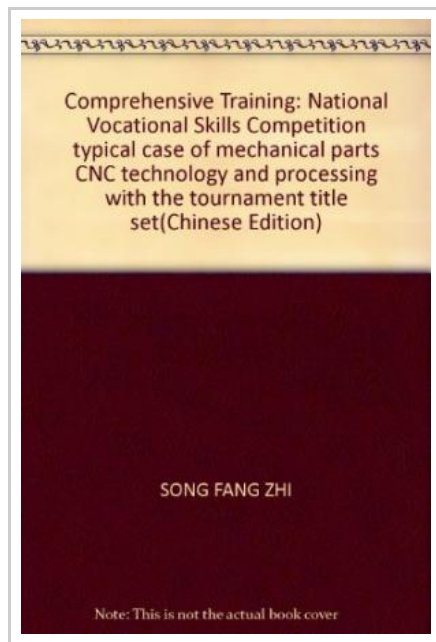 Comprehensive Training: National
Vocational Skills Competition
typical case of mechanical parts
CNC technology and processing
with the tournament title
set(Chinese Edition)
SONG FANG ZHI
Note: This is not the actual book cover